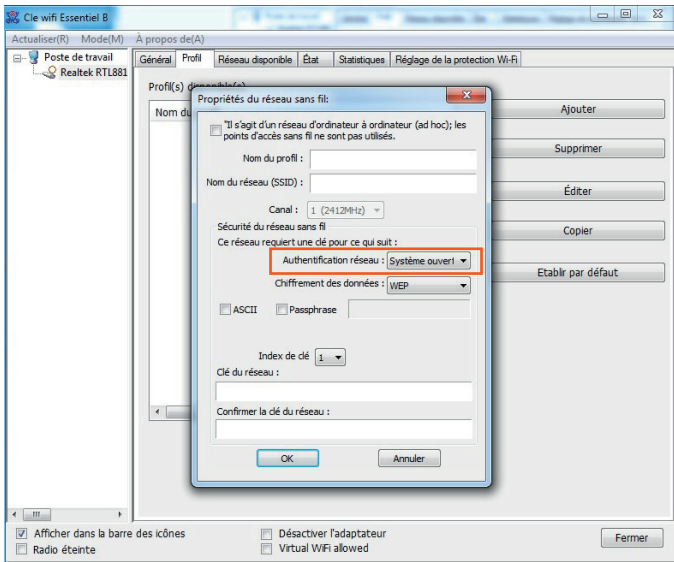 Cle wifi Essentiel B
Actualiser(R) Mode(M) À propos de(A)
Poste de travail
Realtek RTL881
Général Profil Réseau disponible État Statistiques Réglage de la protection Wi-Fi
Profil(s)
Nom du
Ajouter
Supprimer
Éditer
Copier
Etablir par défaut
Propriétés du réseau sans fil:
"Il s'agit d'un réseau d'ordinateur à ordinateur (ad hoc); les
points d'accès sans fil ne sont pas utilisés.
Nom du profil :
Nom du réseau (SSID) :
Canal : 1 (2412MHz)
Sécurité du réseau sans fil
Ce réseau requiert une clé pour ce qui suit :
Authentification réseau : Système ouvert
Chiffrement des données : WEP
ASCII Passphrase
Index de clé 1
Clé du réseau :
Confirmer la clé du réseau :
OK Annuler
Afficher dans la barre des icônes Désactiver l'adaptateur
Radio éteinte Virtual WiFi allowed
Fermer